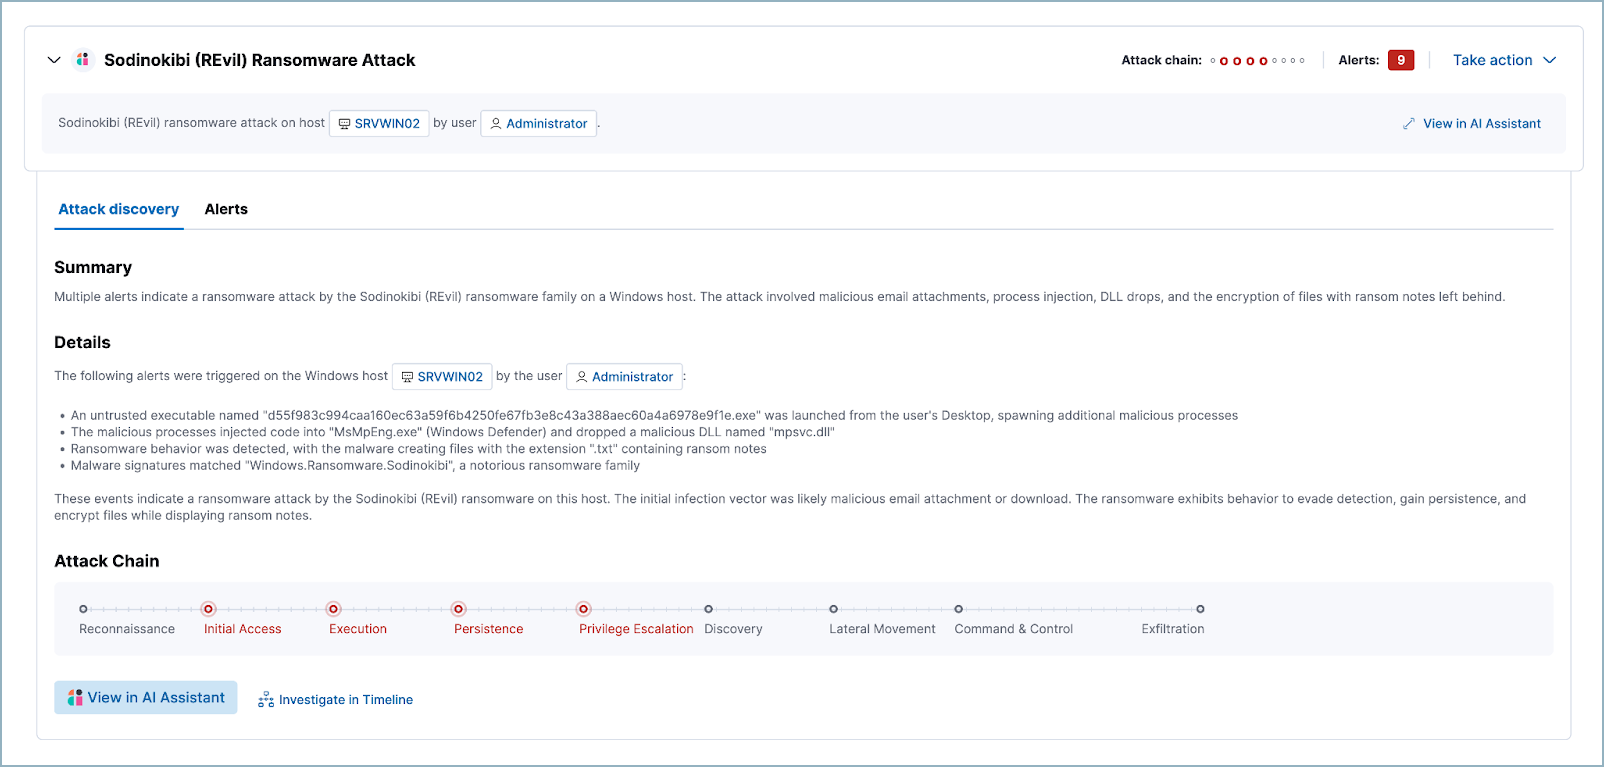 Sodinokibi (REvil) Ransomware Attack Attack chain: Alerts: 9 Take action
Sodinokibi (REvil) ransomware attack on host SRVWIN02 by user Administrator . View in AI Assistant
Attack discovery Alerts
Summary
Multiple alerts indicate a ransomware attack by the Sodinokibi (REvil) ransomware family on a Windows host. The attack involved malicious email attachments, process injection, DLL drops, and the encryption of files with ransom notes left behind.
Details
The following alerts were triggered on the Windows host SRVWIN02 by the user Administrator :
• An untrusted executable named "d55f983c994caa160ec63a59f6b4250fe67fb3e8c43a388aec60a4a6978e9f1e.exe" was launched from the user's Desktop, spawning additional malicious processes
• The malicious processes injected code into "MsMpEng.exe" (Windows Defender) and dropped a malicious DLL named "mpsvc.dll"
• Ransomware behavior was detected, with the malware creating files with the extension ".txt" containing ransom notes
• Malware signatures matched "Windows.Ransomware.Sodinokibi", a notorious ransomware family
These events indicate a ransomware attack by the Sodinokibi (REvil) ransomware on this host. The initial infection vector was likely malicious email attachment or download. The ransomware exhibits behavior to evade detection, gain persistence, and
encrypt files while displaying ransom notes.
Attack Chain
Reconnaissance Initial Access Execution Persistence Privilege Escalation Discovery Lateral Movement Command & Control Exfiltration
View in AI Assistant Investigate in Timeline